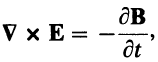 ∇ × E = −∂B/∂t,